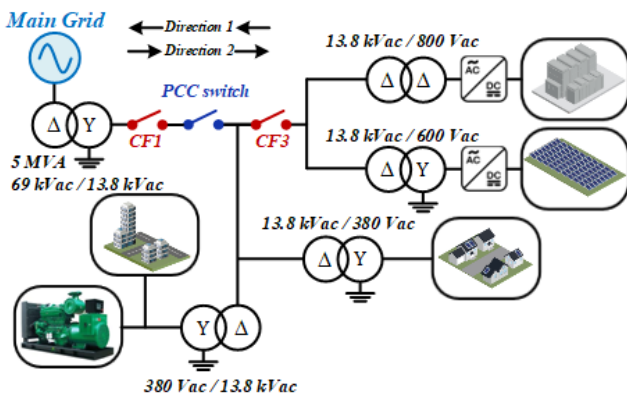 Main Grid
Direction 1
Direction 2
PCC switch
13.8 kVac / 800 Vac
Δ Δ
AC
DC
Δ Y
CF1
CF3
5 MVA
69 kVac / 13.8 kVac
13.8 kVac / 600 Vac
Δ Y
AC
DC
13.8 kVac / 380 Vac
Δ Y
Y Δ
380 Vac / 13.8 kVac